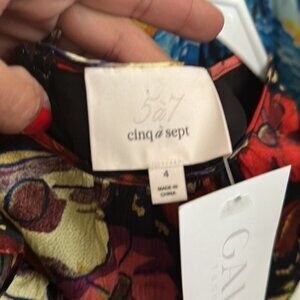 5à7
cinq à sept
4
MADE IN
CHINA
GA